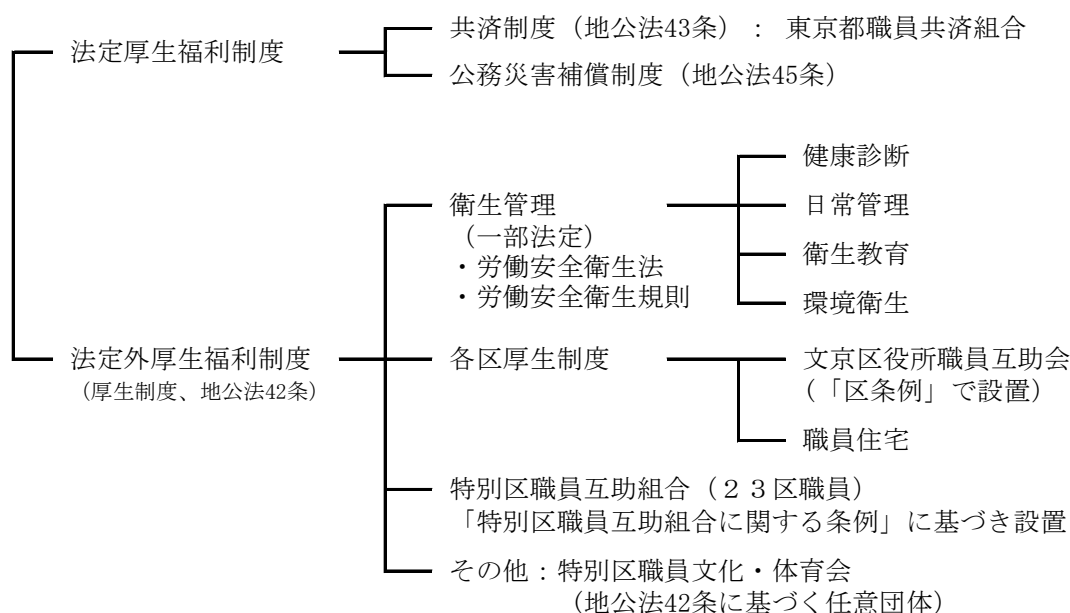 法定厚生福利制度
共済制度（地公法43条）： 東京都職員共済組合
公務災害補償制度（地公法45条）
法定外厚生福利制度
（厚生制度、地公法42条）
衛生管理
（一部法定）
・労働安全衛生法
・労働安全衛生規則
健康診断
日常管理
衛生教育
環境衛生
各区厚生制度
文京区役所職員互助会
（「区条例」で設置）
職員住宅
特別区職員互助組合（２３区職員）
「特別区職員互助組合に関する条例」に基づき設置
その他：特別区職員文化・体育会
（地公法42条に基づく任意団体）